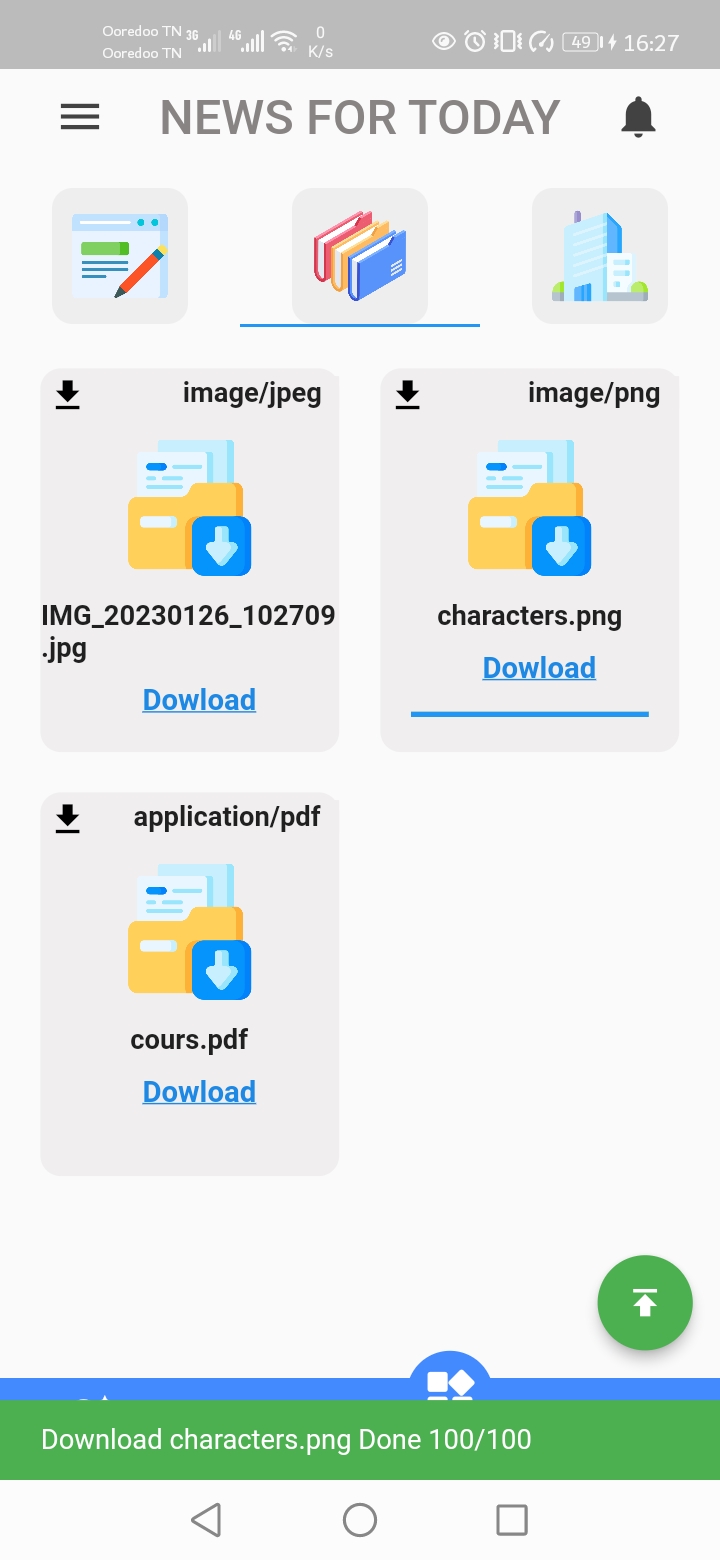 Ooredoo TN 3G 4G 0 49 16:27
Ooredoo TN K/s
NEWS FOR TODAY
image/jpeg
IMG_20230126_102709
.jpg
Dowload
image/png
characters.png
Dowload
application/pdf
cours.pdf
Dowload
Download characters.png Done 100/100